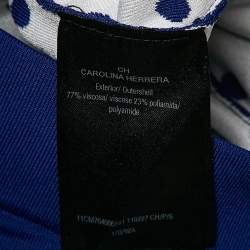 CH
CAROLINA HERRERA
Exterior/ Outershell
77% viscosa/ viscose 23% poliamida/
polyamide